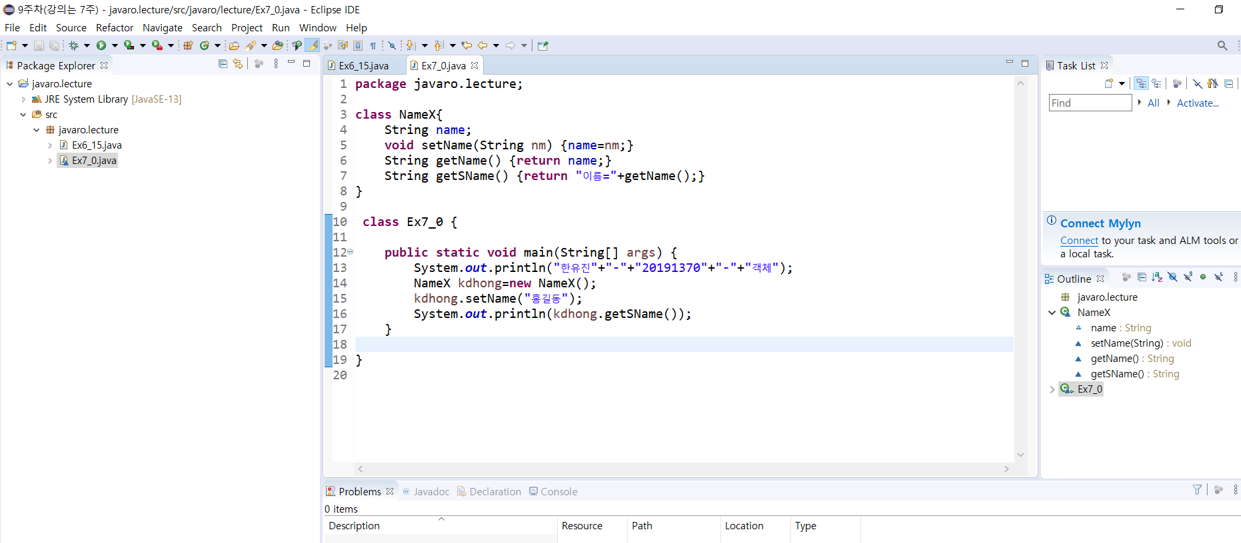 9주차(강의는 7주) - javaro.lecture/src/javaro/lecture/Ex7_0.java - Eclipse IDE
File Edit Source Refactor Navigate Search Project Run Window Help
Package Explorer
javaro.lecture
JRE System Library [JavaSE-13]
src
javaro.lecture
Ex6_15.java
Ex7_0.java
Ex6_15.java Ex7_0.java
1 package javaro.lecture;
2
3 class NameX{
4 String name;
5 void setName(String nm) {name=nm;}
6 String getName() {return name;}
7 String getSName() {return "이름="+getName();}
8 }
9
10 class Ex7_0 {
11
12 public static void main(String[] args) {
13 System.out.println("한유진"+"-"+"20191370"+"-"+"객체");
14 NameX kdhong=new NameX();
15 kdhong.setName("홍길동");
16 System.out.println(kdhong.getSName());
17 }
18
19 }
20
Task List
Find All Activate...
Connect Mylyn
Connect to your task and ALM tools or
a local task.
Outline
javaro.lecture
NameX
name : String
setName(String) : void
getName() : String
getSName() : String
Ex7_0
Problems Javadoc Declaration Console
0 items
Description Resource Path Location Type